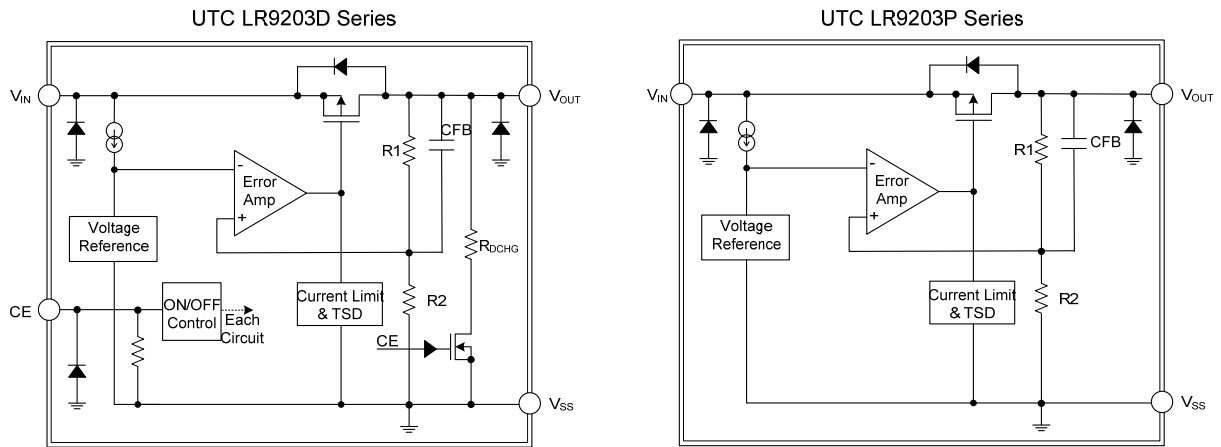 UTC LR9203D Series
VIN
VOUT
CFB
R1
-
Error
Amp
+
Voltage
Reference
RDCHG
CE
ON/OFF
Control
Each
Circuit
Current Limit
& TSD
R2
CE
VSS
UTC LR9203P Series
VIN
VOUT
R1
CFB
-
Error
Amp
+
Voltage
Reference
Current Limit
& TSD
R2
VSS